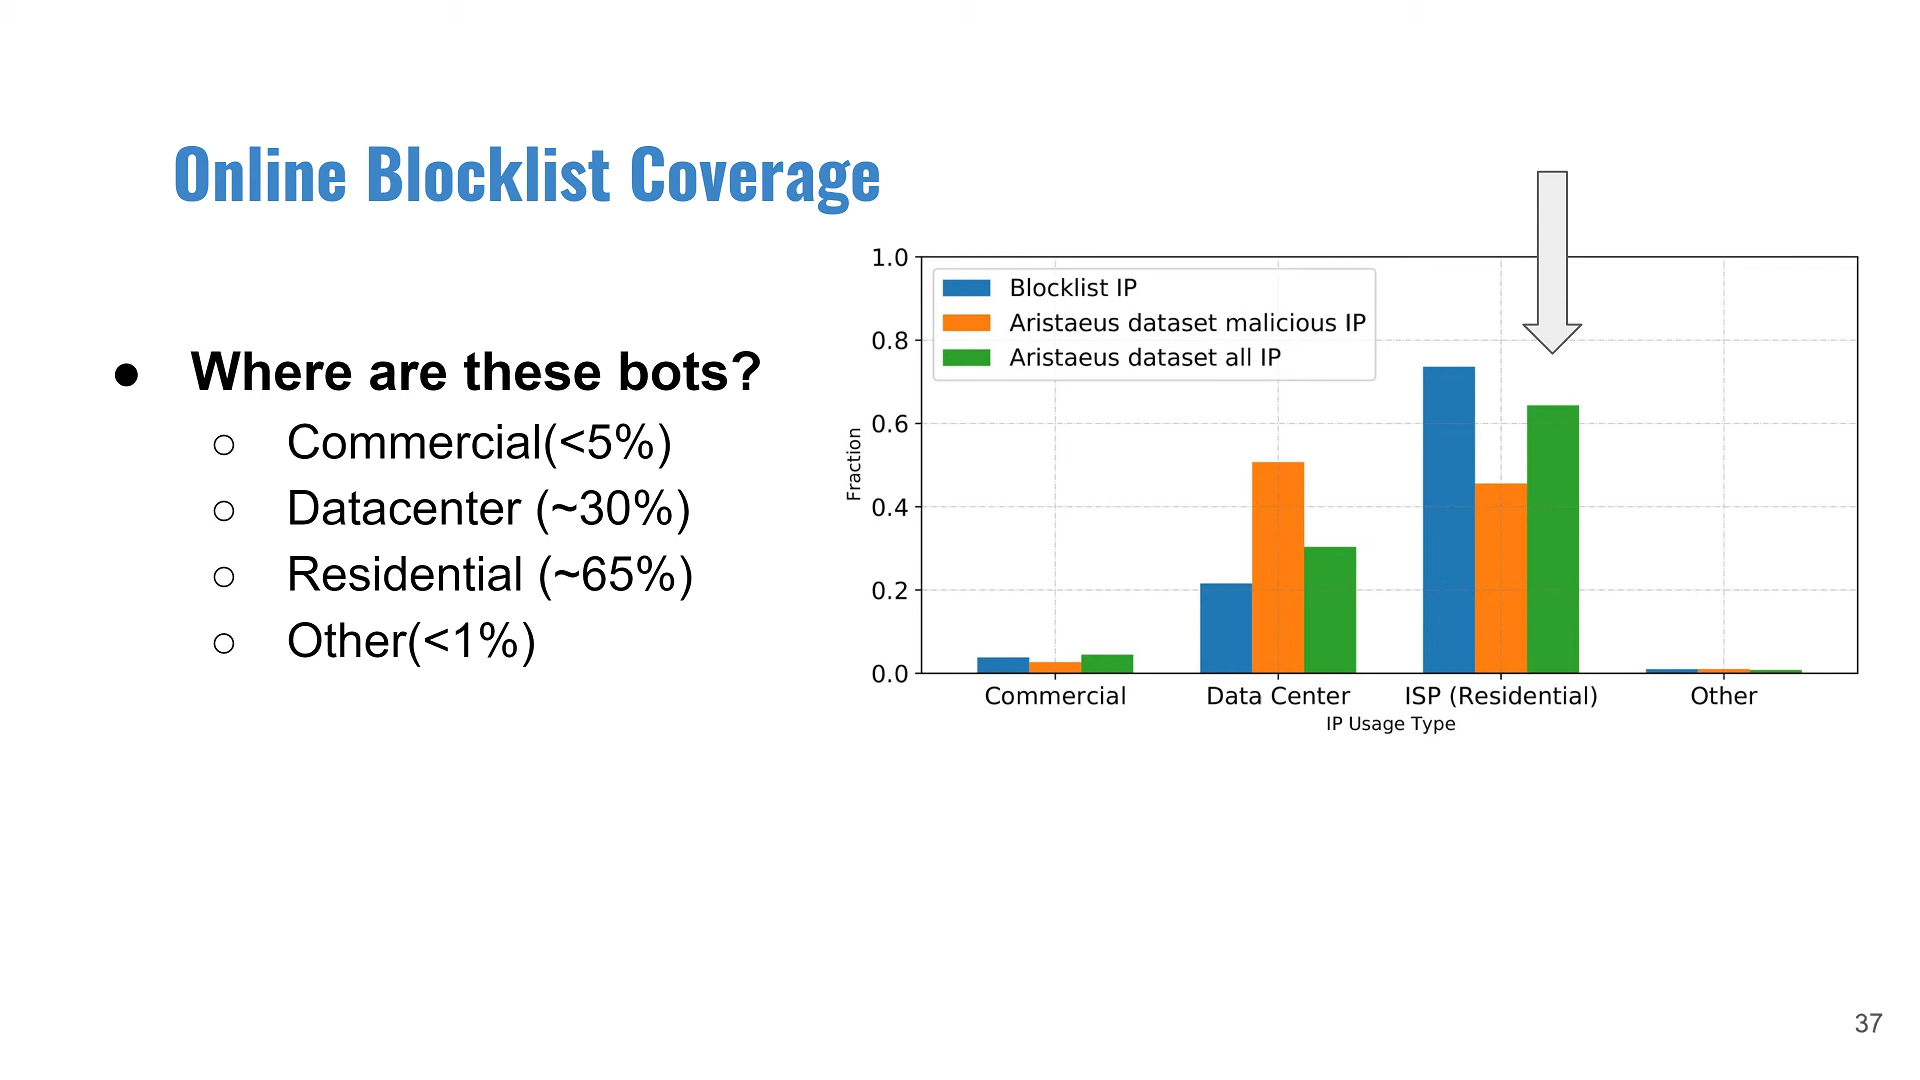 Online Blocklist Coverage
● Where are these bots?
○ Commercial(<5%)
○ Datacenter (~30%)
○ Residential (~65%)
○ Other(<1%)
1.0
0.8
0.6
0.4
0.2
0.0
Fraction
Blocklist IP
Aristaeus dataset malicious IP
Aristaeus dataset all IP
Commercial
Data Center
ISP (Residential)
Other
IP Usage Type
37